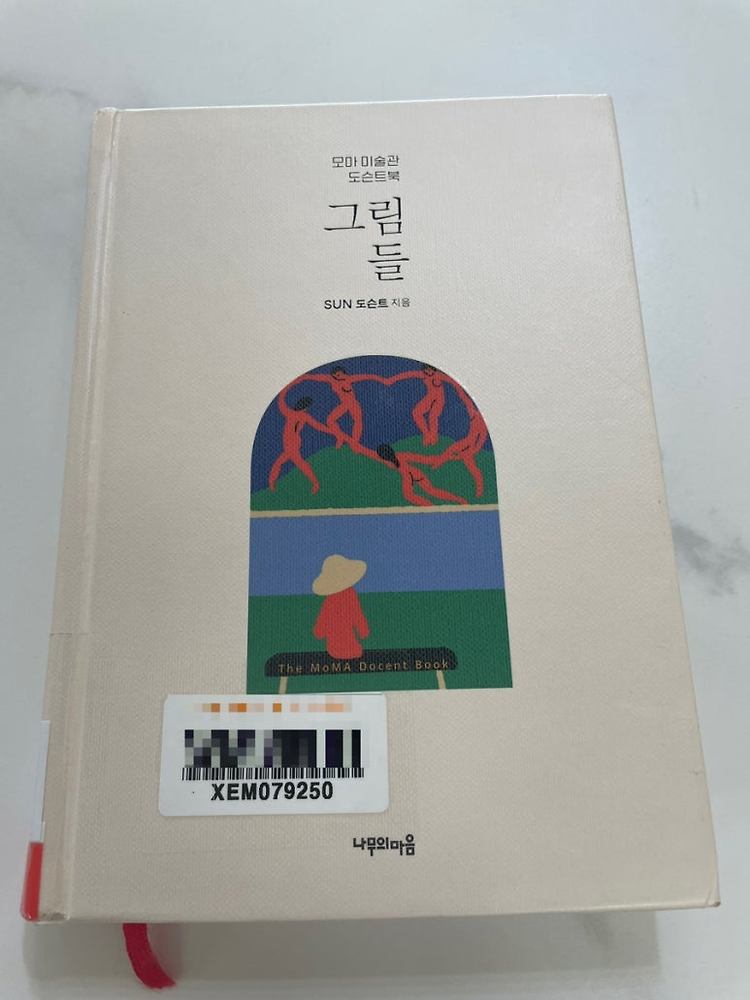 모마 미술관
도슨트북
그림
들
SUN 도슨트 지음
The MoMA Docent Book
XEM079250
나무의마음